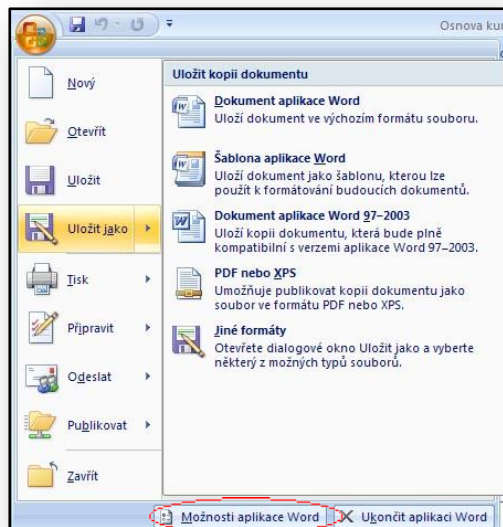 Osnova kur
Nový
Otevřít
Uložit
Uložit jako
Tisk
Připravit
Odeslat
Publikovat
Zavřít
Uložit kopii dokumentu
Dokument aplikace Word
Uloží dokument ve výchozím formátu souboru.
Šablona aplikace Word
Uloží dokument jako šablonu, kterou lze
použít k formátování budoucích dokumentů.
Dokument aplikace Word 97–2003
Uloží kopii dokumentu, která bude plně
kompatibilní s verzemi aplikace Word 97–2003.
PDF nebo XPS
Umožňuje publikovat kopii dokumentu jako
soubor ve formátu PDF nebo XPS.
Jiné formáty
Otevřete dialogové okno Uložit jako a vyberte
některý z možných typů souborů.
Možnosti aplikace Word
Ukončit aplikaci Word